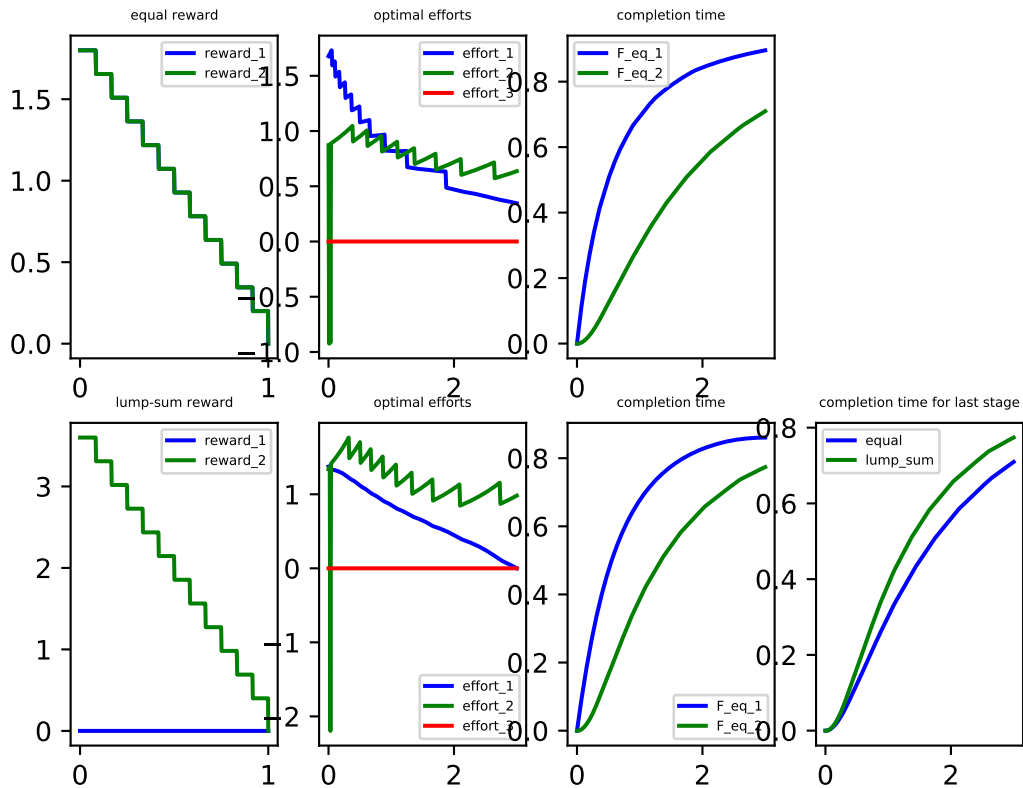 equal reward
optimal efforts
completion time
reward_1
reward_2
effort_1
effort_2
effort_3
F_eq_1
F_eq_2
1.5
1.0
0.5
0.0
0
1
1.5
1.0
0.5
0.0
−0.5
−1.0
0
2
0.8
0.6
0.4
0.2
0.0
0
2
lump-sum reward
optimal efforts
completion time
completion time for last stage
reward_1
reward_2
effort_1
effort_2
effort_3
F_eq_1
F_eq_2
equal
lump_sum
3
2
1
0
0
1
1
0
−1
−2
0
2
0.8
0.6
0.4
0.2
0.0
0
2
0.8
0.6
0.4
0.2
0.0
0
2